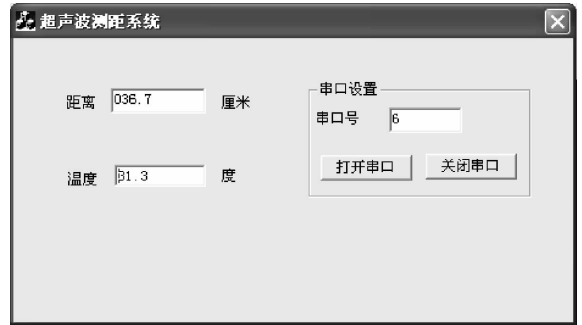 超声波测距系统
距离 036.7 厘米
温度 31.3 度
串口设置
串口号 6
打开串口 关闭串口